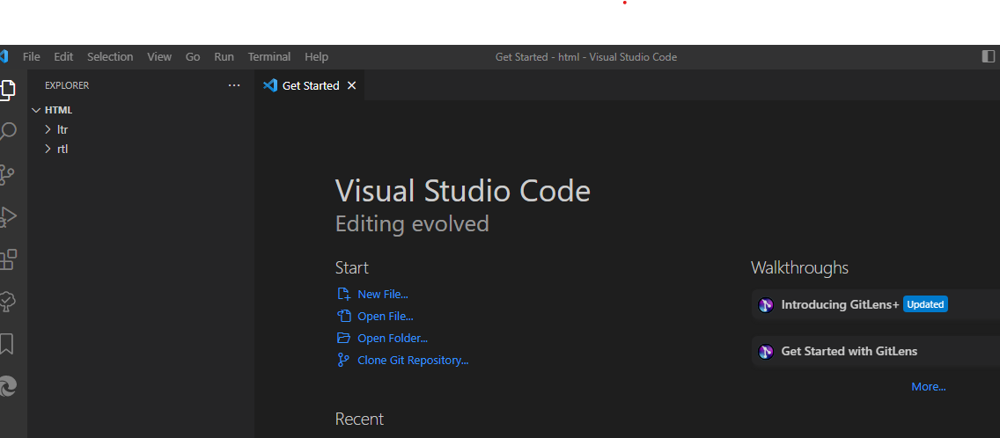 File Edit Selection View Go Run Terminal Help Get Started - html - Visual Studio Code
EXPLORER ···
Get Started
HTML
ltr
rtl
Visual Studio Code
Editing evolved
Start
New File...
Open File...
Open Folder...
Clone Git Repository...
Recent
Walkthroughs
Introducing GitLens+ Updated
Get Started with GitLens
More...